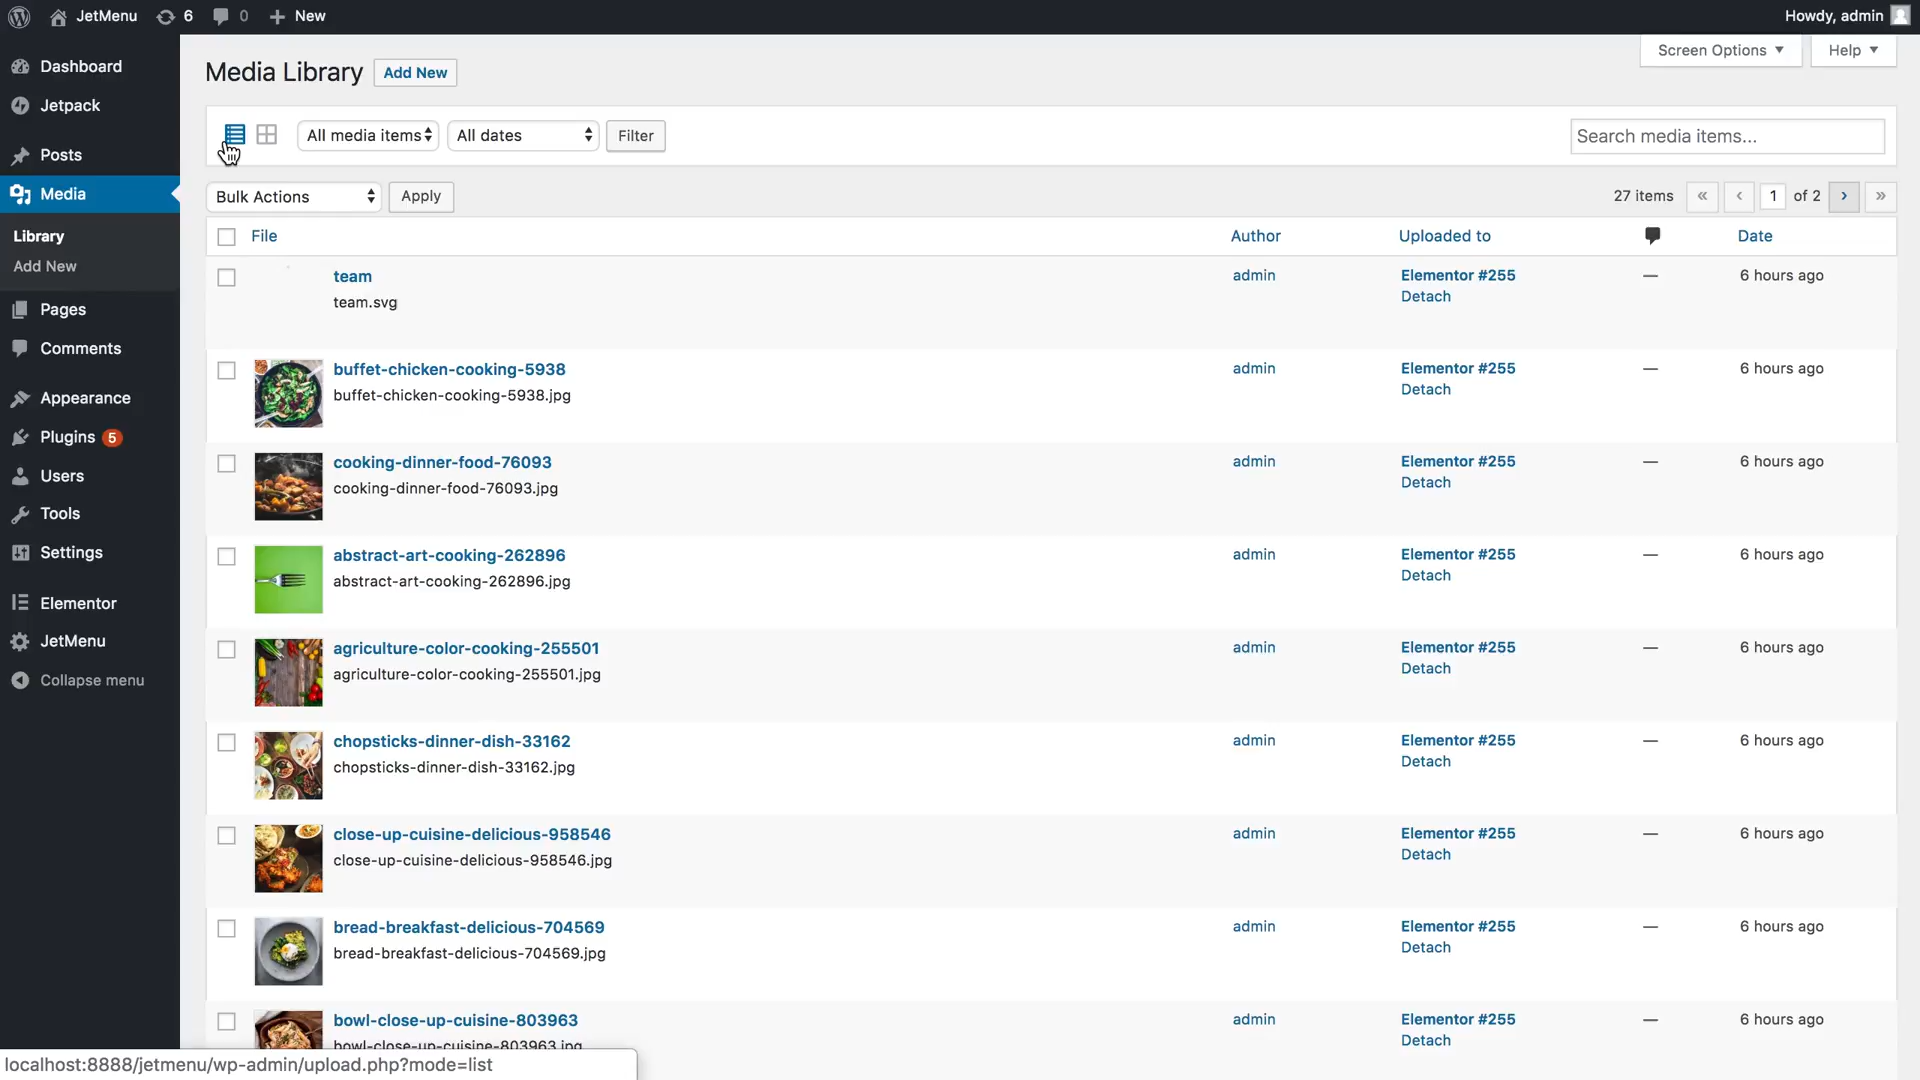 JetMenu 6 0 New Howdy, admin
Screen Options Help
Dashboard
Jetpack
Posts
Media
Library
Add New
Pages
Comments
Appearance
Plugins 5
Users
Tools
Settings
Elementor
JetMenu
Collapse menu
Media Library Add New
All media items All dates Filter Search media items...
Bulk Actions Apply 27 items « ‹ 1 of 2 › »
File Author Uploaded to Date
team admin Elementor #255 — 6 hours ago
team.svg Detach
buffet-chicken-cooking-5938 admin Elementor #255 — 6 hours ago
buffet-chicken-cooking-5938.jpg Detach
cooking-dinner-food-76093 admin Elementor #255 — 6 hours ago
cooking-dinner-food-76093.jpg Detach
abstract-art-cooking-262896 admin Elementor #255 — 6 hours ago
abstract-art-cooking-262896.jpg Detach
agriculture-color-cooking-255501 admin Elementor #255 — 6 hours ago
agriculture-color-cooking-255501.jpg Detach
chopsticks-dinner-dish-33162 admin Elementor #255 — 6 hours ago
chopsticks-dinner-dish-33162.jpg Detach
close-up-cuisine-delicious-958546 admin Elementor #255 — 6 hours ago
close-up-cuisine-delicious-958546.jpg Detach
bread-breakfast-delicious-704569 admin Elementor #255 — 6 hours ago
bread-breakfast-delicious-704569.jpg Detach
bowl-close-up-cuisine-803963 admin Elementor #255 — 6 hours ago
bowl-close-up-cuisine-803963.jpg Detach
localhost:8888/jetmenu/wp-admin/upload.php?mode=list